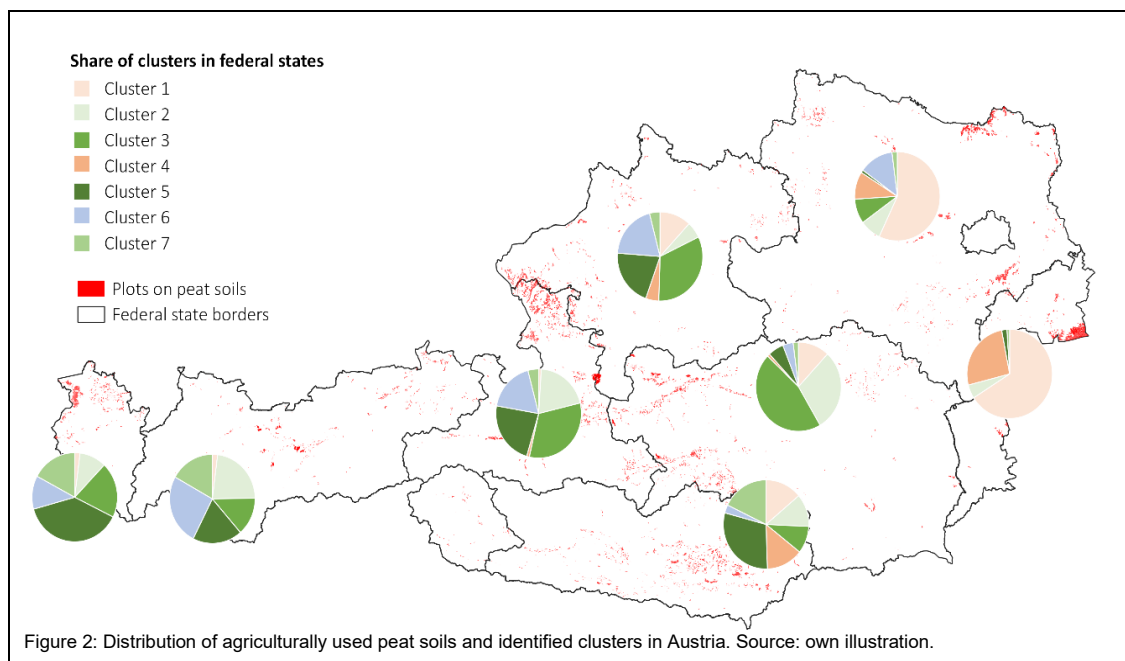 Share of clusters in federal states
Cluster 1
Cluster 2
Cluster 3
Cluster 4
Cluster 5
Cluster 6
Cluster 7
Plots on peat soils
Federal state borders
Figure 2: Distribution of agriculturally used peat soils and identified clusters in Austria. Source: own illustration.